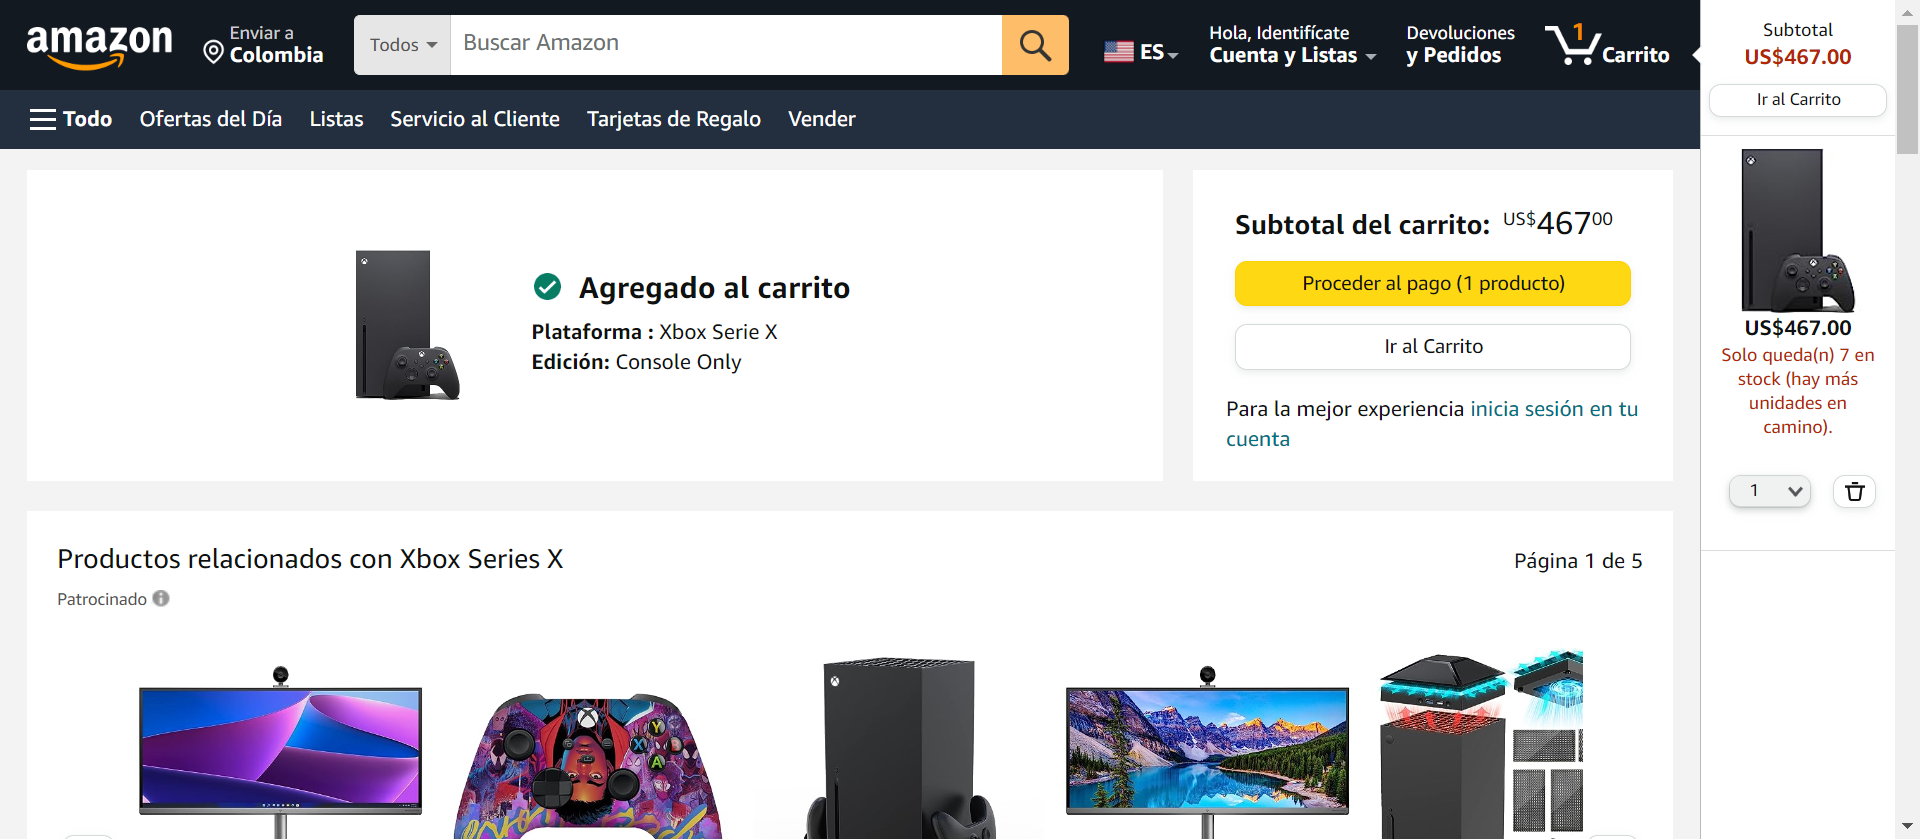 amazon
Enviar a
Colombia
Todos
Buscar Amazon
ES
Hola, Identifícate
Cuenta y Listas
Devoluciones
y Pedidos
1
Carrito
Todo
Ofertas del Día
Listas
Servicio al Cliente
Tarjetas de Regalo
Vender
Agregado al carrito
Plataforma : Xbox Serie X
Edición: Console Only
Subtotal del carrito: US$46700
Proceder al pago (1 producto)
Ir al Carrito
Para la mejor experiencia inicia sesión en tu
cuenta
Productos relacionados con Xbox Series X
Página 1 de 5
Patrocinado
Y
X
B
A
Subtotal
US$467.00
Ir al Carrito
US$467.00
Solo queda(n) 7 en
stock (hay más
unidades en
camino).
1